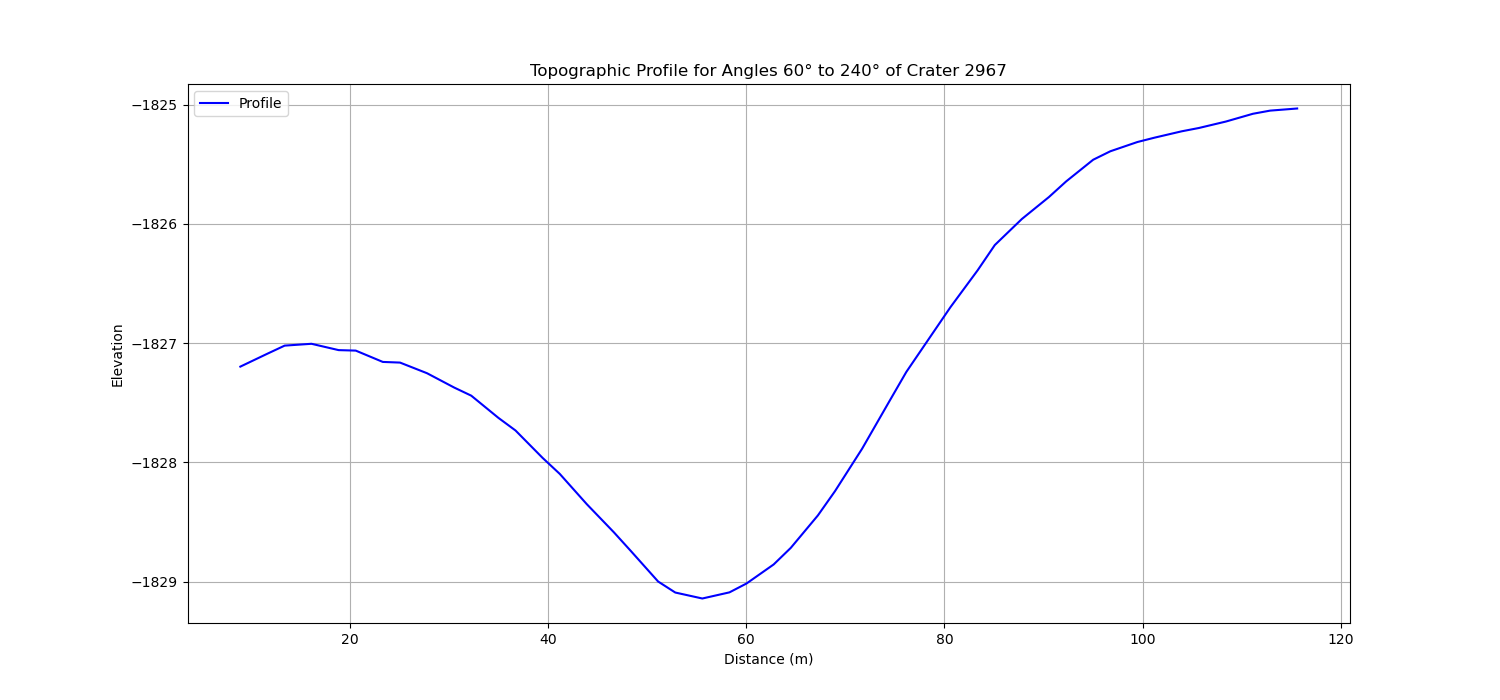 Topographic Profile for Angles 60° to 240° of Crater 2967
Profile
−1825
−1826
−1827
−1828
−1829
Elevation
20
40
60
80
100
120
Distance (m)